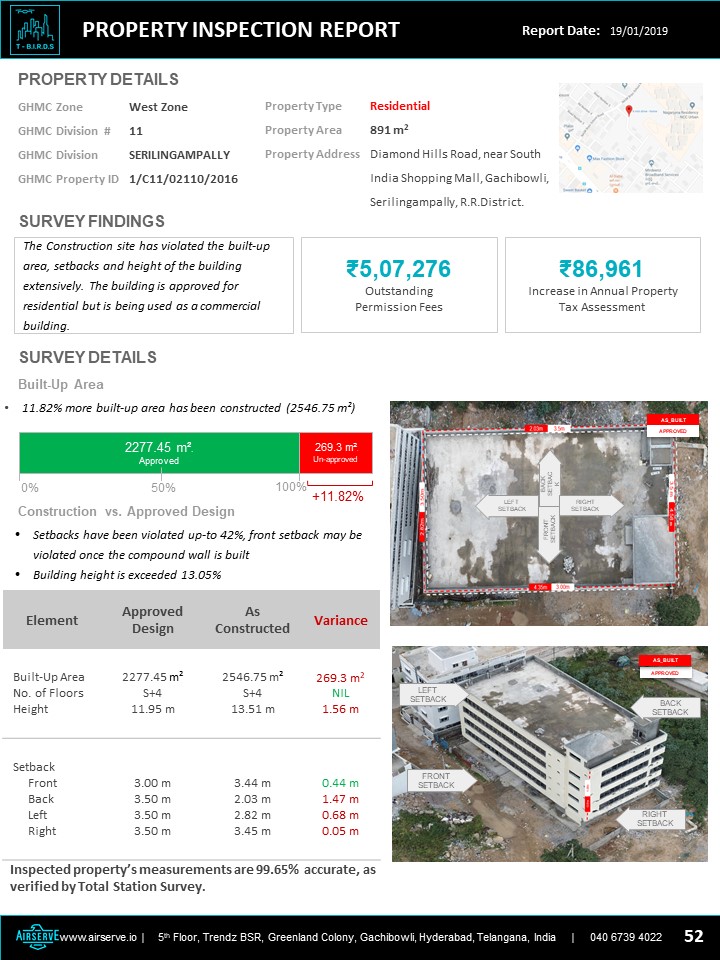 T - B.I.R.D.S
PROPERTY INSPECTION REPORT
Report Date: 19/01/2019
PROPERTY DETAILS
GHMC Zone West Zone
GHMC Division # 11
GHMC Division SERILINGAMPALLY
GHMC Property ID 1/C11/02110/2016
Property Type Residential
Property Area 891 m²
Property Address Diamond Hills Road, near South
India Shopping Mall, Gachibowli,
Serilingampally, R.R.District.
SURVEY FINDINGS
The Construction site has violated the built-up
area, setbacks and height of the building
extensively. The building is approved for
residential but is being used as a commercial
building.
₹5,07,276
Outstanding
Permission Fees
₹86,961
Increase in Annual Property
Tax Assessment
SURVEY DETAILS
Built-Up Area
• 11.82% more built-up area has been constructed (2546.75 m²)
2277.45 m².
Approved
269.3 m²
Un-approved
0% 50% 100%
+11.82%
Construction vs. Approved Design
• Setbacks have been violated up-to 42%, front setback may be
violated once the compound wall is built
• Building height is exceeded 13.05%
Element Approved Design As Constructed Variance
Built-Up Area 2277.45 m² 2546.75 m² 269.3 m²
No. of Floors S+4 S+4 NIL
Height 11.95 m 13.51 m 1.56 m
Setback
Front 3.00 m 3.44 m 0.44 m
Back 3.50 m 2.03 m 1.47 m
Left 3.50 m 2.82 m 0.68 m
Right 3.50 m 3.45 m 0.05 m
Inspected property's measurements are 99.65% accurate, as
verified by Total Station Survey.
AS_BUILT
APPROVED
2.03m 3.5m
BACK
SETBAC
K
LEFT
SETBACK
RIGHT
SETBACK
FRONT
SETBACK
3.00m
AS_BUILT
APPROVED
LEFT
SETBACK
BACK
SETBACK
FRONT
SETBACK
RIGHT
SETBACK
AIRSERVE www.airserve.io | 5th Floor, Trendz BSR, Greenland Colony, Gachibowli, Hyderabad, Telangana, India | 040 6739 4022 52